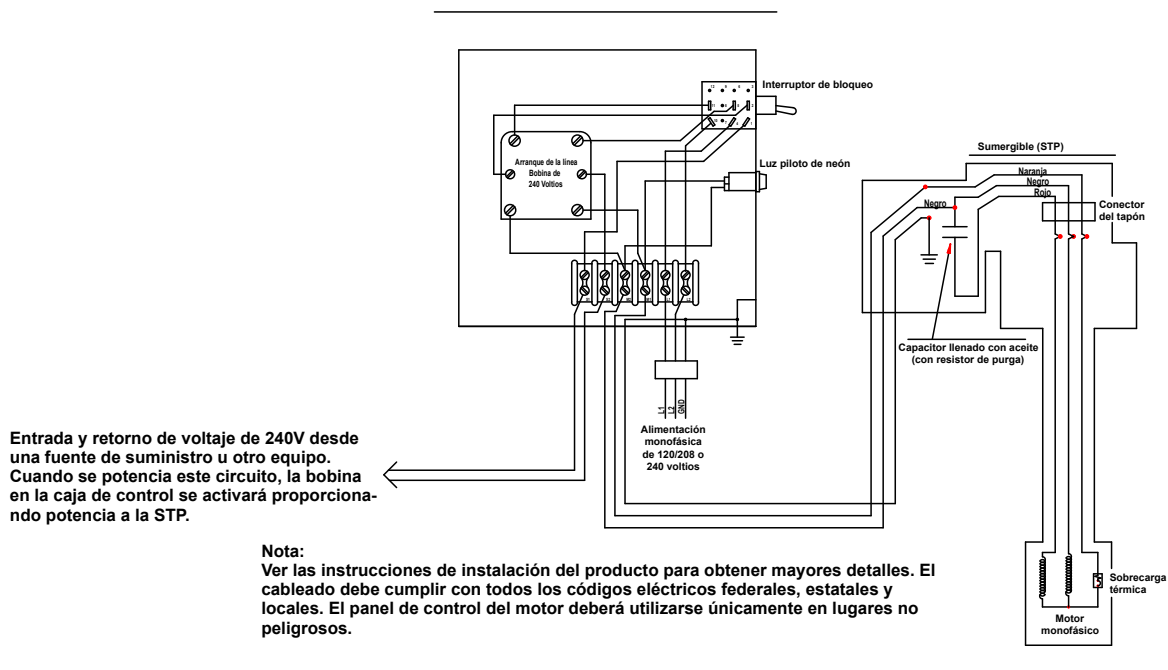 Interruptor de bloqueo
Arranque de la línea
Bobina de
240 Voltios
Luz piloto de neón
Sumergible (STP)
Naranja
Negro
Rojo
Negro
Conector
del tapón
Capacitor llenado con aceite
(con resistor de purga)
L1
L2
GND
Alimentación
monofásica
de 120/208 o
240 voltios
Entrada y retorno de voltaje de 240V desde
una fuente de suministro u otro equipo.
Cuando se potencia este circuito, la bobina
en la caja de control se activará proporciona-
ndo potencia a la STP.
Nota:
Ver las instrucciones de instalación del producto para obtener mayores detalles. El
cableado debe cumplir con todos los códigos eléctricos federales, estatales y
locales. El panel de control del motor deberá utilizarse únicamente en lugares no
peligrosos.
Sobrecarga
térmica
Motor
monofásico